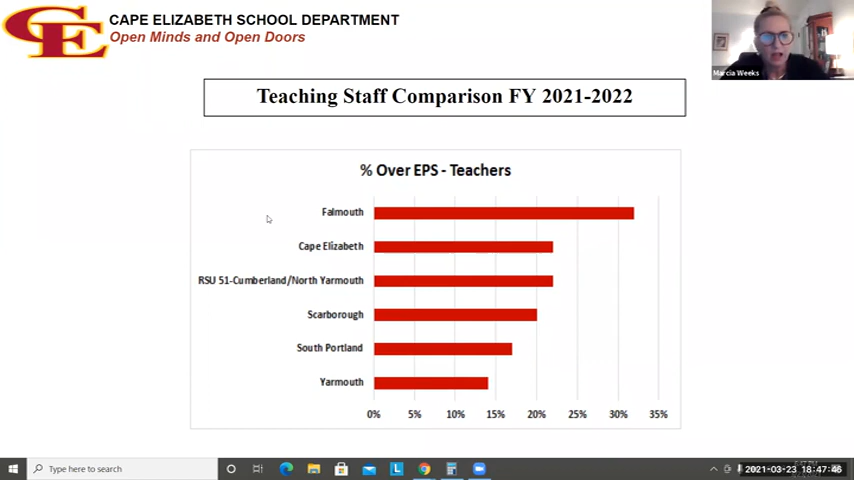 CE
CAPE ELIZABETH SCHOOL DEPARTMENT
Open Minds and Open Doors
Marcia Weeks
Teaching Staff Comparison FY 2021-2022
% Over EPS - Teachers
Falmouth
Cape Elizabeth
RSU 51-Cumberland/North Yarmouth
Scarborough
South Portland
Yarmouth
0% 5% 10% 15% 20% 25% 30% 35%
Type here to search
L
2021-03-23 18:47:46